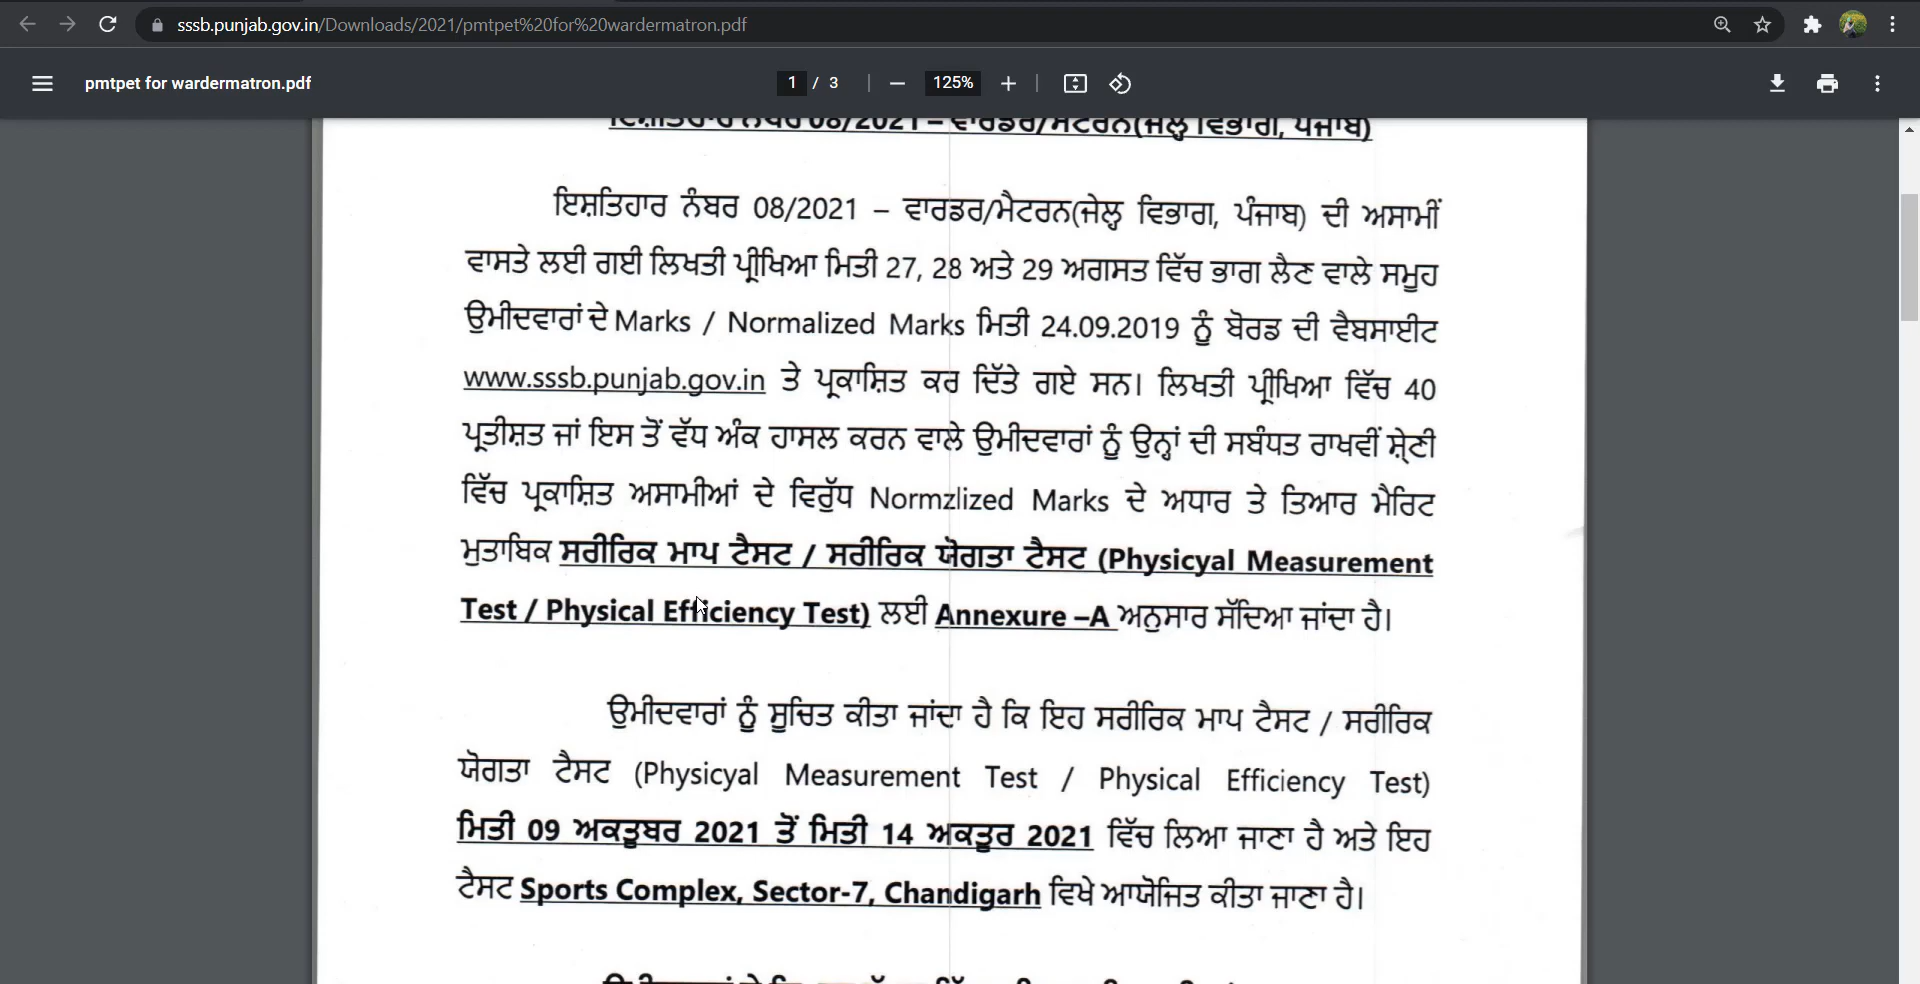 sssb.punjab.gov.in/Downloads/2021/pmtpet%20for%20wardermatron.pdf
pmtpet for wardermatron.pdf
1 / 3
125%
ਇਸ਼ਤਿਹਾਰ ਨੰਬਰ 08/2021 – ਵਾਰਡਰ/ਮੈਟਰਨ(ਜੇਲ੍ਹ ਵਿਭਾਗ, ਪੰਜਾਬ)
ਇਸ਼ਤਿਹਾਰ ਨੰਬਰ 08/2021 – ਵਾਰਡਰ/ਮੈਟਰਨ(ਜੇਲ੍ਹ ਵਿਭਾਗ, ਪੰਜਾਬ) ਦੀ ਅਸਾਮੀਂ
ਵਾਸਤੇ ਲਈ ਗਈ ਲਿਖਤੀ ਪ੍ਰੀਖਿਆ ਮਿਤੀ 27, 28 ਅਤੇ 29 ਅਗਸਤ ਵਿੱਚ ਭਾਗ ਲੈਣ ਵਾਲੇ ਸਮੂਹ
ਉਮੀਦਵਾਰਾਂ ਦੇ Marks / Normalized Marks ਮਿਤੀ 24.09.2019 ਨੂੰ ਬੋਰਡ ਦੀ ਵੈਬਸਾਈਟ
www.sssb.punjab.gov.in ਤੇ ਪ੍ਰਕਾਸ਼ਿਤ ਕਰ ਦਿੱਤੇ ਗਏ ਸਨ। ਲਿਖਤੀ ਪ੍ਰੀਖਿਆ ਵਿੱਚ 40
ਪ੍ਰਤੀਸ਼ਤ ਜਾਂ ਇਸ ਤੋਂ ਵੱਧ ਅੰਕ ਹਾਸਲ ਕਰਨ ਵਾਲੇ ਉਮੀਦਵਾਰਾਂ ਨੂੰ ਉਨ੍ਹਾਂ ਦੀ ਸਬੰਧਤ ਰਾਖਵੀਂ ਸ਼੍ਰੇਣੀ
ਵਿੱਚ ਪ੍ਰਕਾਸ਼ਿਤ ਅਸਾਮੀਆਂ ਦੇ ਵਿਰੁੱਧ Normzlized Marks ਦੇ ਅਧਾਰ ਤੇ ਤਿਆਰ ਮੈਰਿਟ
ਮੁਤਾਬਿਕ ਸਰੀਰਿਕ ਮਾਪ ਟੈਸਟ / ਸਰੀਰਿਕ ਯੋਗਤਾ ਟੈਸਟ (Physicyal Measurement
Test / Physical Efficiency Test) ਲਈ Annexure –A ਅਨੁਸਾਰ ਸੱਦਿਆ ਜਾਂਦਾ ਹੈ।
ਉਮੀਦਵਾਰਾਂ ਨੂੰ ਸੂਚਿਤ ਕੀਤਾ ਜਾਂਦਾ ਹੈ ਕਿ ਇਹ ਸਰੀਰਿਕ ਮਾਪ ਟੈਸਟ / ਸਰੀਰਿਕ
ਯੋਗਤਾ ਟੈਸਟ (Physicyal Measurement Test / Physical Efficiency Test)
ਮਿਤੀ 09 ਅਕਤੂਬਰ 2021 ਤੋਂ ਮਿਤੀ 14 ਅਕਤੂਰ 2021 ਵਿੱਚ ਲਿਆ ਜਾਣਾ ਹੈ ਅਤੇ ਇਹ
ਟੈਸਟ Sports Complex, Sector-7, Chandigarh ਵਿਖੇ ਆਯੋਜਿਤ ਕੀਤਾ ਜਾਣਾ ਹੈ।